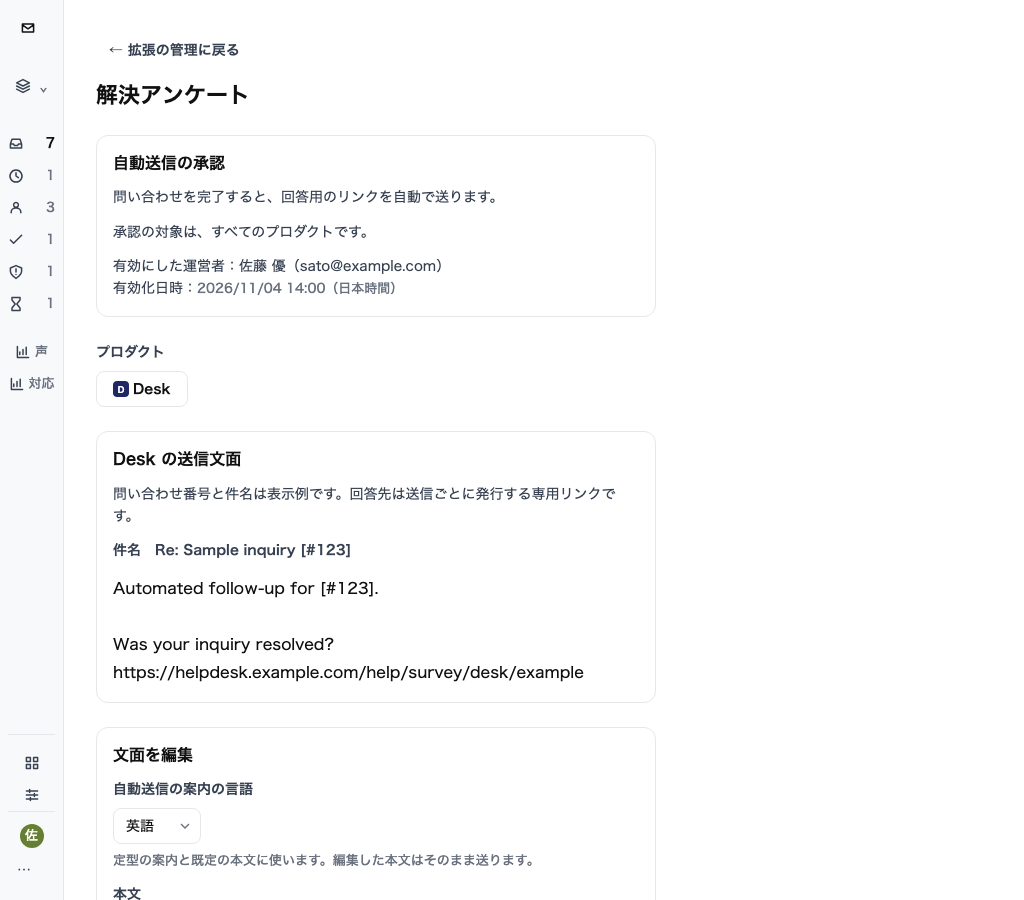 ← 拡張の管理に戻る
解決アンケート
7
1
3
1
1
1
声
対応
佐
…
自動送信の承認
問い合わせを完了すると、回答用のリンクを自動で送ります。
承認の対象は、すべてのプロダクトです。
有効にした運営者：佐藤 優（sato@example.com）
有効化日時：2026/11/04 14:00（日本時間）
プロダクト
D Desk
Desk の送信文面
問い合わせ番号と件名は表示例です。回答先は送信ごとに発行する専用リンクで
す。
件名 Re: Sample inquiry [#123]
Automated follow-up for [#123].
Was your inquiry resolved?
https://helpdesk.example.com/help/survey/desk/example
文面を編集
自動送信の案内の言語
英語
定型の案内と既定の本文に使います。編集した本文はそのまま送ります。
本文